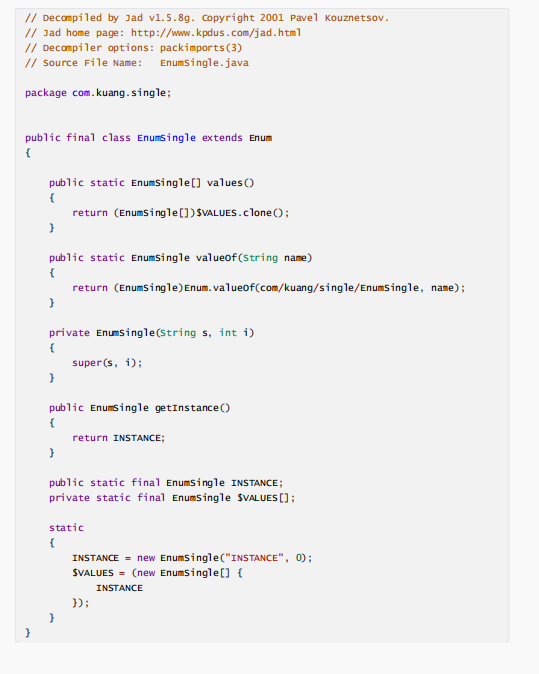 // Decompiled by Jad v1.5.8g. Copyright 2001 Pavel Kouznetsov.
// Jad home page: http://www.kpdus.com/jad.html
// Decompiler options: packimports(3)
// Source File Name:   EnumSingle.java

package com.kuang.single;


public final class EnumSingle extends Enum
{

    public static EnumSingle[] values()
    {
        return (EnumSingle[])$VALUES.clone();
    }

    public static EnumSingle valueOf(String name)
    {
        return (EnumSingle)Enum.valueOf(com/kuang/single/EnumSingle, name);
    }

    private EnumSingle(String s, int i)
    {
        super(s, i);
    }

    public EnumSingle getInstance()
    {
        return INSTANCE;
    }

    public static final EnumSingle INSTANCE;
    private static final EnumSingle $VALUES[];

    static
    {
        INSTANCE = new EnumSingle("INSTANCE", 0);
        $VALUES = (new EnumSingle[] {
            INSTANCE
        });
    }
}